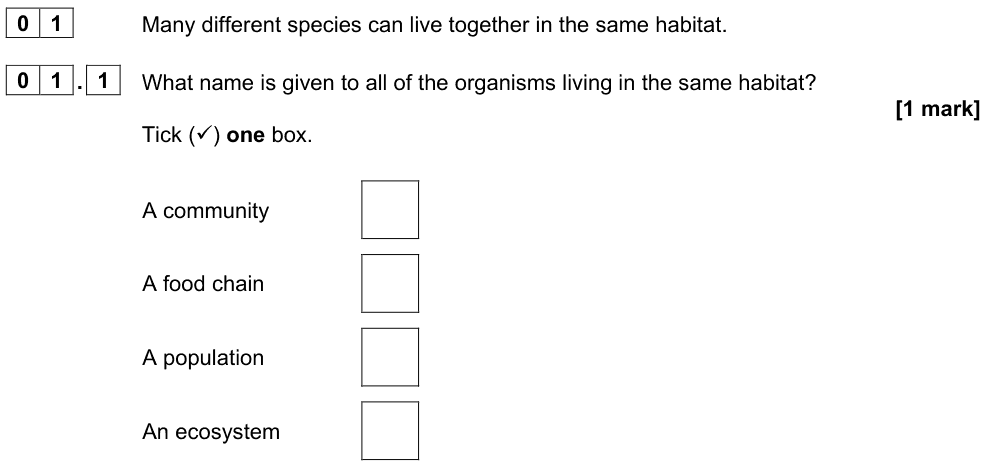 0 1 Many different species can live together in the same habitat.
0 1 . 1 What name is given to all of the organisms living in the same habitat?
[1 mark]
Tick (✓) one box.
A community
A food chain
A population
An ecosystem